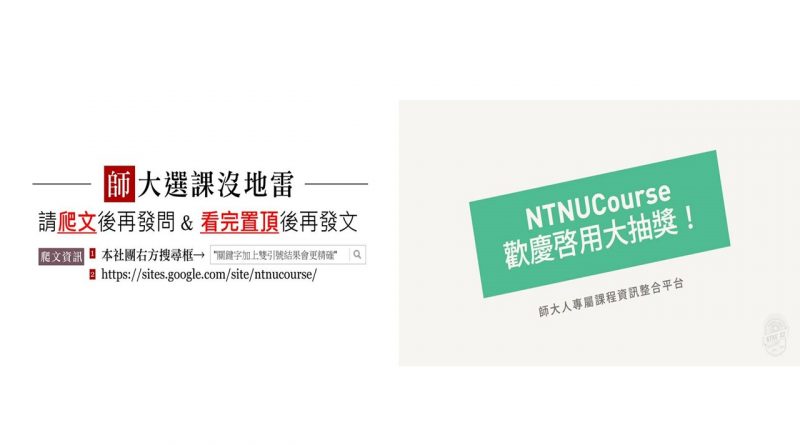 師大選課沒地雷
請爬文後再發問 & 看完置頂後再發文
爬文資訊 1 本社團右方搜尋框→ "關鍵字加上雙引號結果會更精確"
2 https://sites.google.com/site/ntnucourse/
NTNUCourse
歡慶啓用大抽獎！
師大人專屬課程資訊整合平台